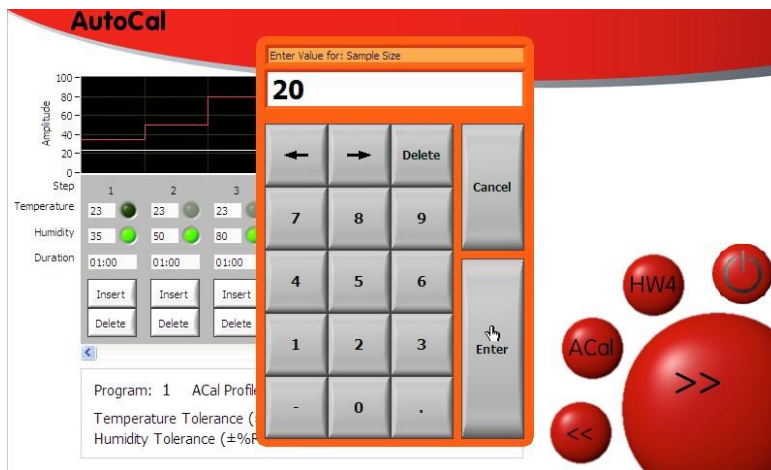 AutoCal
Enter Value for: Sample Size
20
← → Delete
Cancel
7 8 9
4 5 6
Enter
1 2 3
- 0 .
100
80
60
40
20
0
Amplitude
Step 1 2 3
Temperature 23 23 23
Humidity 35 50 80
Duration 01:00 01:00 01:00
Insert Insert Insert
Delete Delete Delete
Program: 1 ACal
Temperature Tolerance
Humidity Tolerance
HW4
ACal
>>
<<